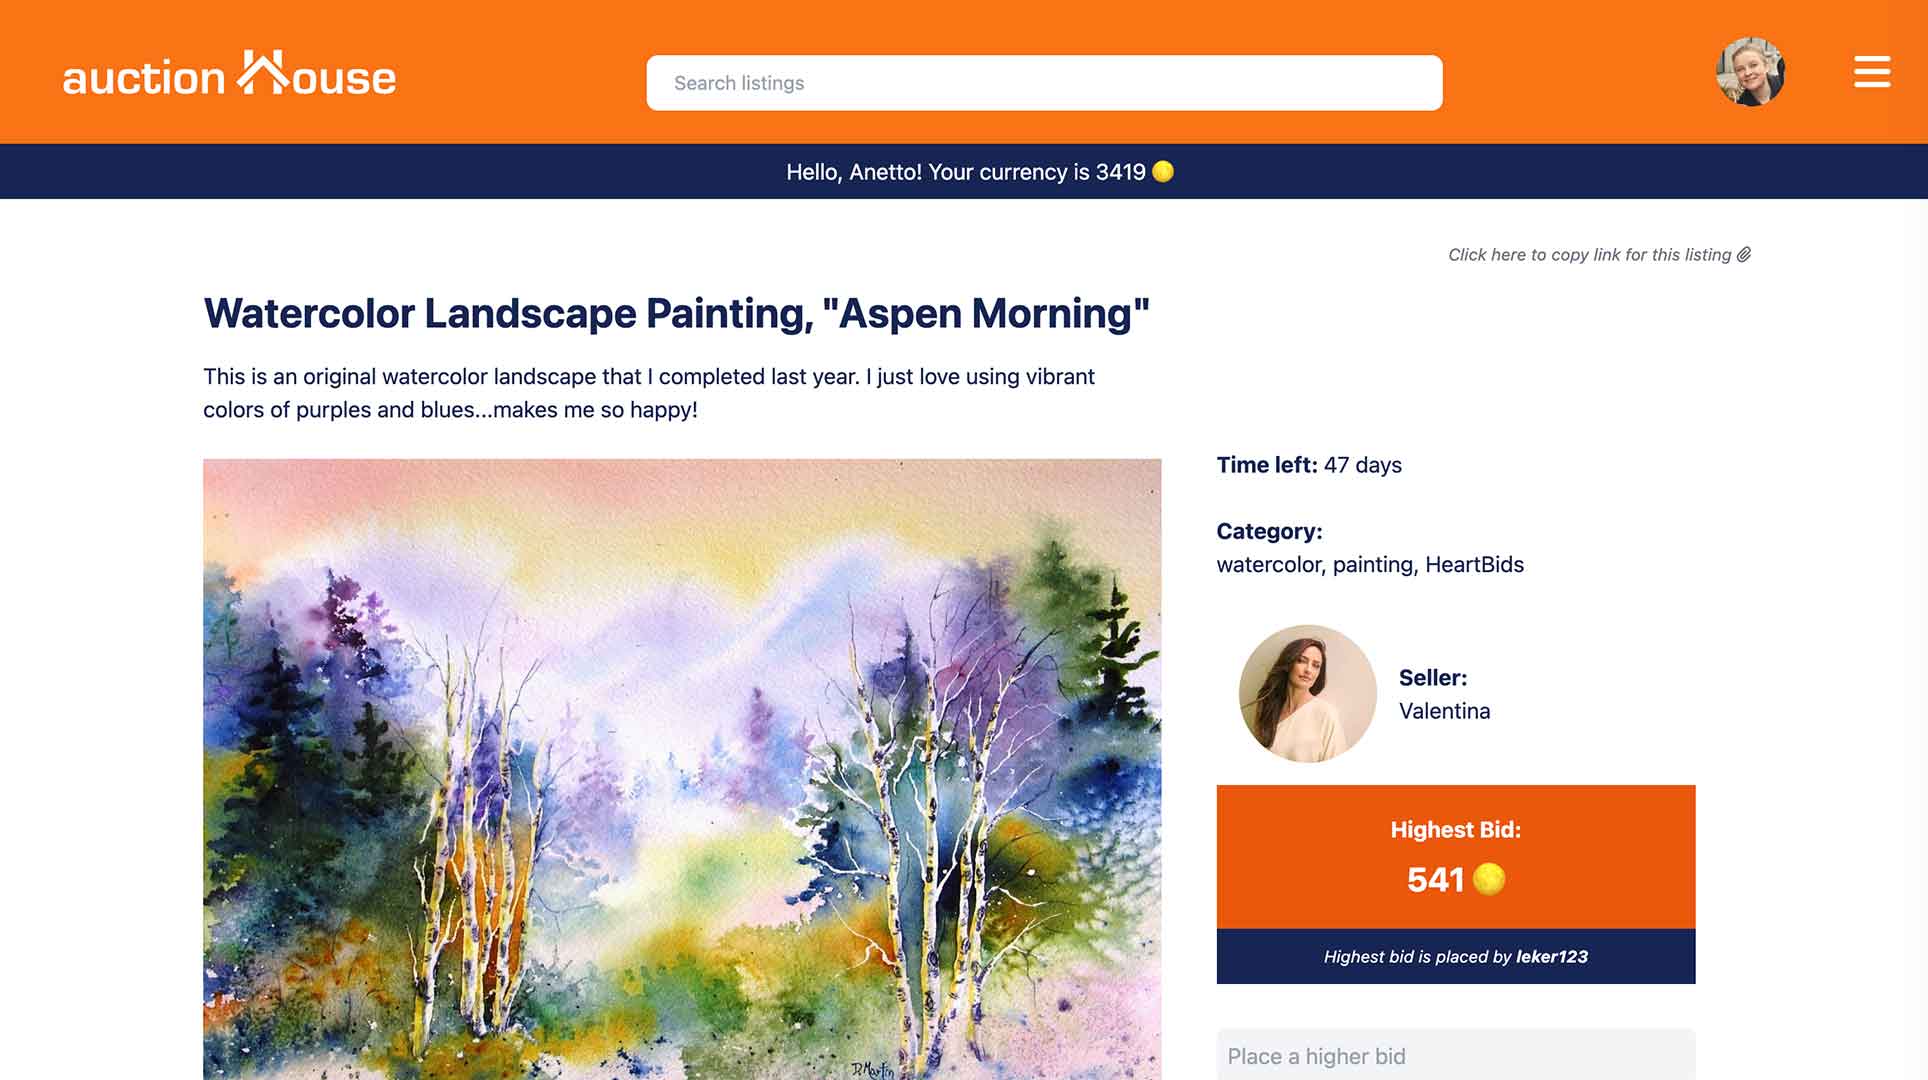 auction House
Search listings
Hello, Anetto! Your currency is 3419
Click here to copy link for this listing
Watercolor Landscape Painting, "Aspen Morning"
This is an original watercolor landscape that I completed last year. I just love using vibrant
colors of purples and blues...makes me so happy!
Time left: 47 days
Category:
watercolor, painting, HeartBids
Seller:
Valentina
Highest Bid:
541
Highest bid is placed by leker123
Place a higher bid
D. Martin